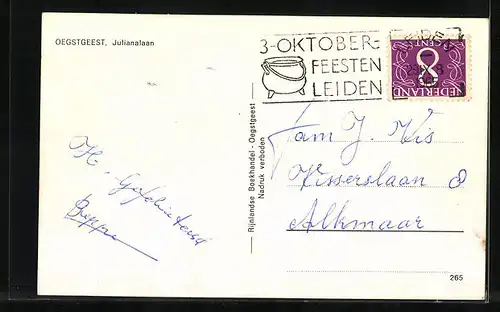 OEGSTGEEST, Julianalaan
3-OKTOBER-
FEESTEN
LEIDEN
8
CENT
NEDERLAND
Rijnlandse Boekhandel - Oegstgeest
Nadruk verboden
Fam J. Vis
Visserslaan 8
Alkmaar
H. Gefeliciteerd
265